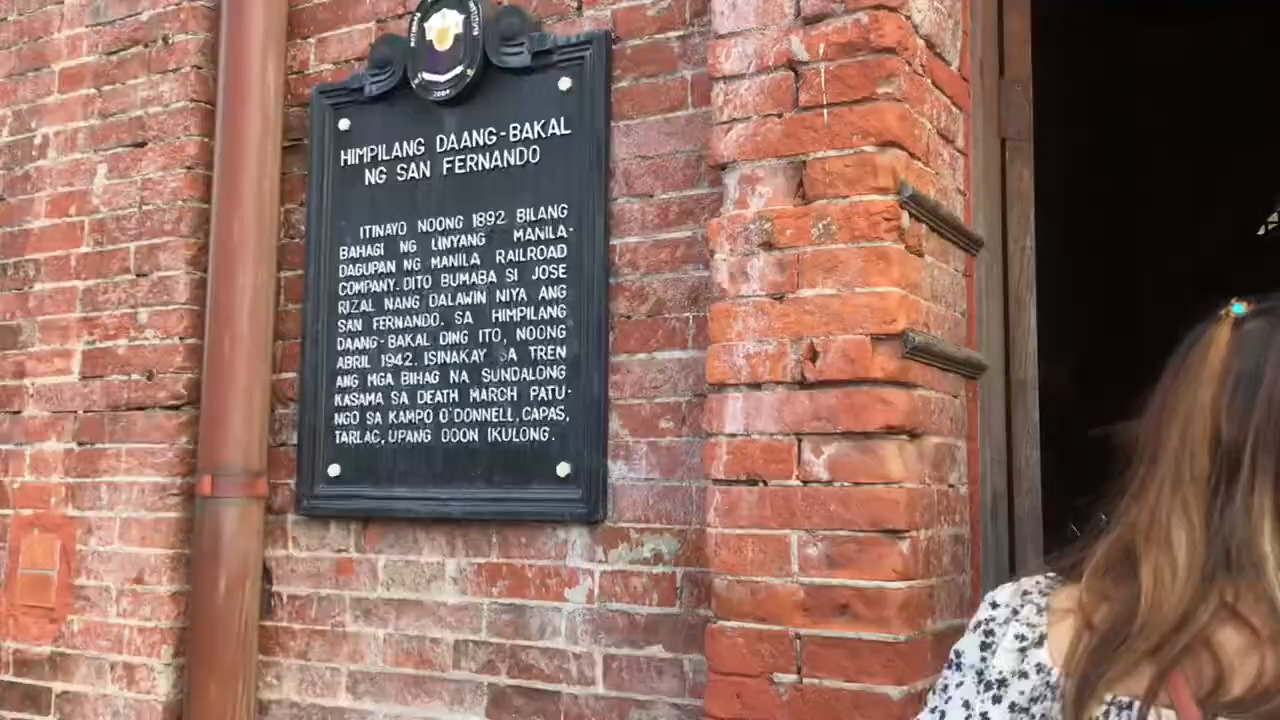 2004
HIMPILANG DAANG-BAKAL
NG SAN FERNANDO
ITINAYO NOONG 1892 BILANG
BAHAGI NG LINYANG MANILA-
DAGUPAN NG MANILA RAILROAD
COMPANY. DITO BUMABA SI JOSE
RIZAL NANG DALAWIN NIYA ANG
SAN FERNANDO. SA HIMPILANG
DAANG-BAKAL DING ITO, NOONG
ABRIL 1942. ISINAKAY SA TREN
ANG MGA BIHAG NA SUNDALONG
KASAMA SA DEATH MARCH PATU-
NGO SA KAMPO O'DONNELL, CAPAS,
TARLAC, UPANG DOON IKULONG.